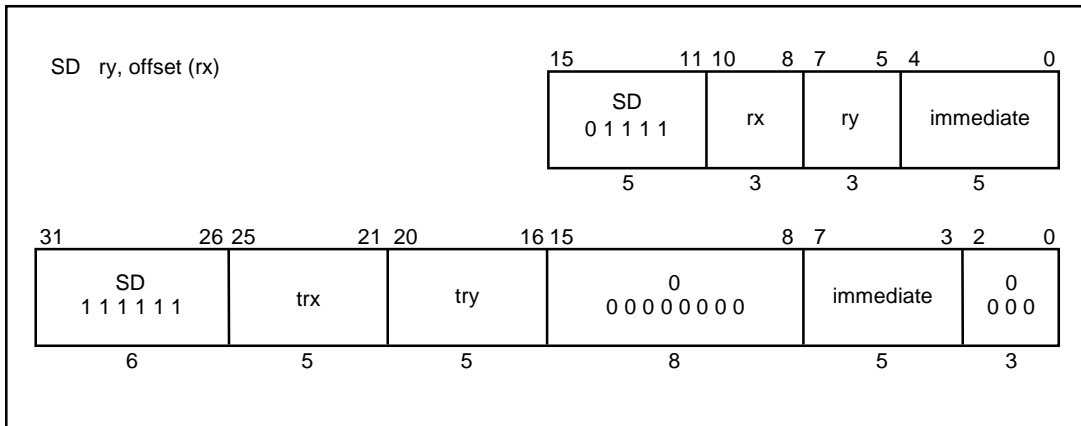 SD ry, offset (rx)
15 11 10 8 7 5 4 0
SD rx ry immediate
0 1 1 1 1
5 3 3 5
31 26 25 21 20 16 15 8 7 3 2 0
SD trx try 0 immediate 0
1 1 1 1 1 1 0 0 0 0 0 0 0 0 0 0 0
6 5 5 8 5 3